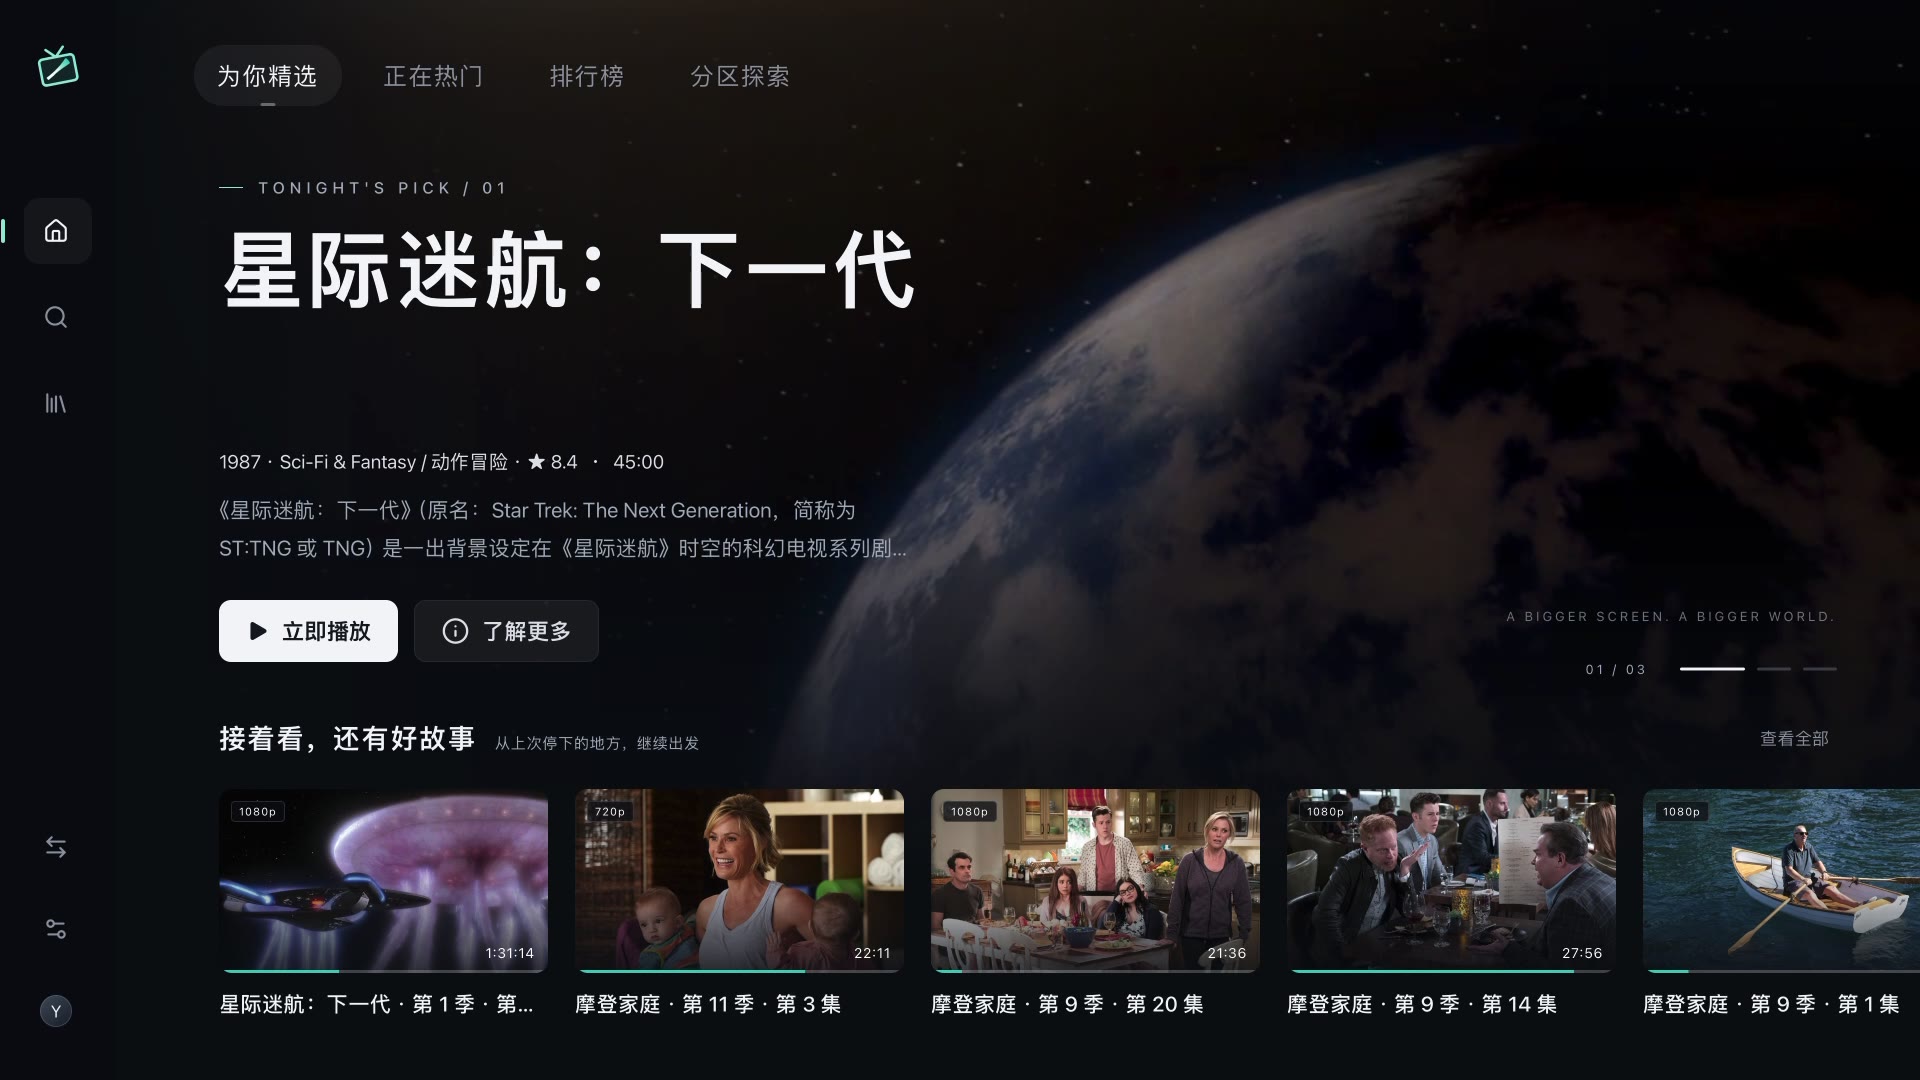 为你精选
正在热门
排行榜
分区探索
TONIGHT'S PICK / 01
星际迷航：下一代
1987 · Sci-Fi & Fantasy / 动作冒险 · ★ 8.4 · 45:00
《星际迷航：下一代》（原名：Star Trek: The Next Generation，简称为
ST:TNG 或 TNG）是一出背景设定在《星际迷航》时空的科幻电视系列剧...
立即播放
了解更多
A BIGGER SCREEN. A BIGGER WORLD.
01 / 03
接着看，还有好故事
从上次停下的地方，继续出发
查看全部
1080p
1:31:14
星际迷航：下一代 · 第 1 季 · 第...
720p
22:11
摩登家庭 · 第 11 季 · 第 3 集
1080p
21:36
摩登家庭 · 第 9 季 · 第 20 集
1080p
27:56
摩登家庭 · 第 9 季 · 第 14 集
1080p
摩登家庭 · 第 9 季 · 第 1 集
Y